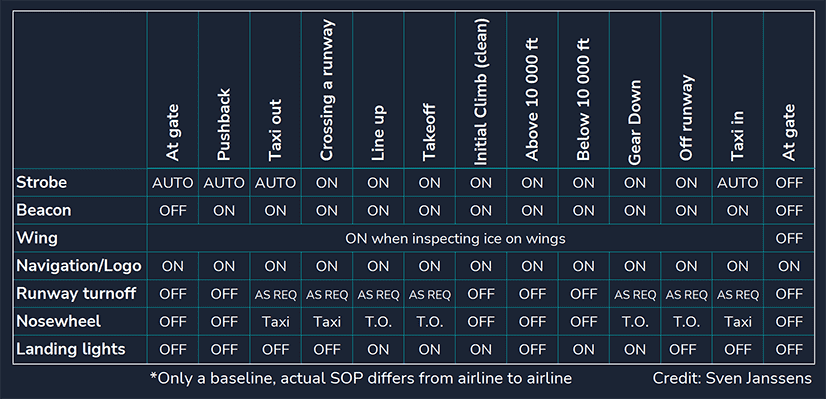 At gate Pushback Taxi out Crossing a runway Line up Takeoff Initial Climb (clean) Above 10 000 ft Below 10 000 ft Gear Down Off runway Taxi in At gate
Strobe AUTO AUTO AUTO ON ON ON ON ON ON ON ON AUTO OFF
Beacon OFF ON ON ON ON ON ON ON ON ON ON ON OFF
Wing ON when inspecting ice on wings OFF
Navigation/Logo ON ON ON ON ON ON ON ON ON ON ON ON ON
Runway turnoff OFF OFF AS REQ AS REQ AS REQ AS REQ OFF OFF OFF AS REQ AS REQ AS REQ OFF
Nosewheel OFF OFF Taxi Taxi T.O. T.O. OFF OFF OFF T.O. T.O. Taxi OFF
Landing lights OFF OFF OFF OFF ON ON ON OFF ON ON OFF OFF OFF
*Only a baseline, actual SOP differs from airline to airline Credit: Sven Janssens